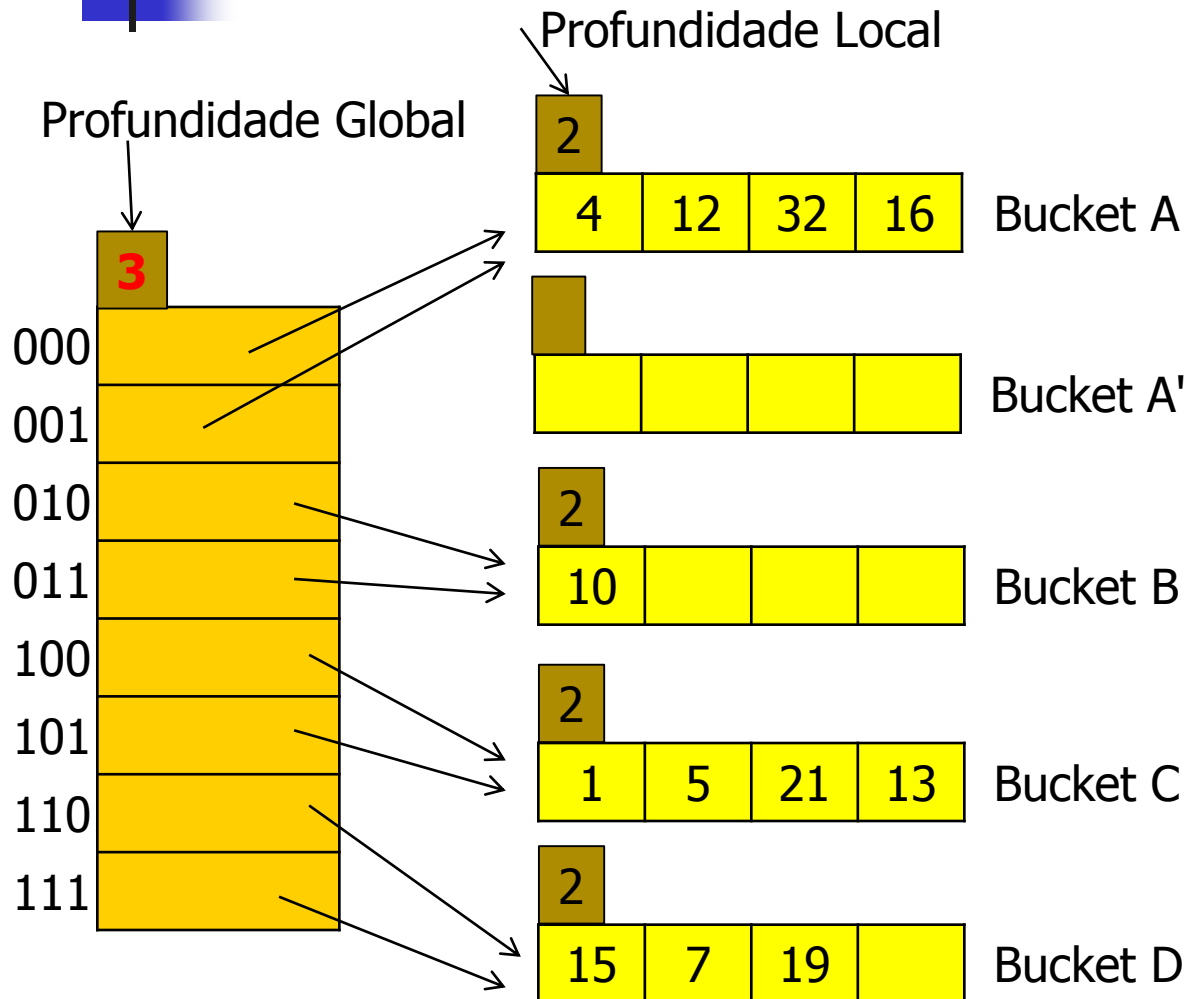 Profundidade Local
Profundidade Global
2
4 12 32 16 Bucket A
3
000
Bucket A'
001
010
2
011
10 Bucket B
100
2
101
1 5 21 13 Bucket C
110
2
111
15 7 19 Bucket D